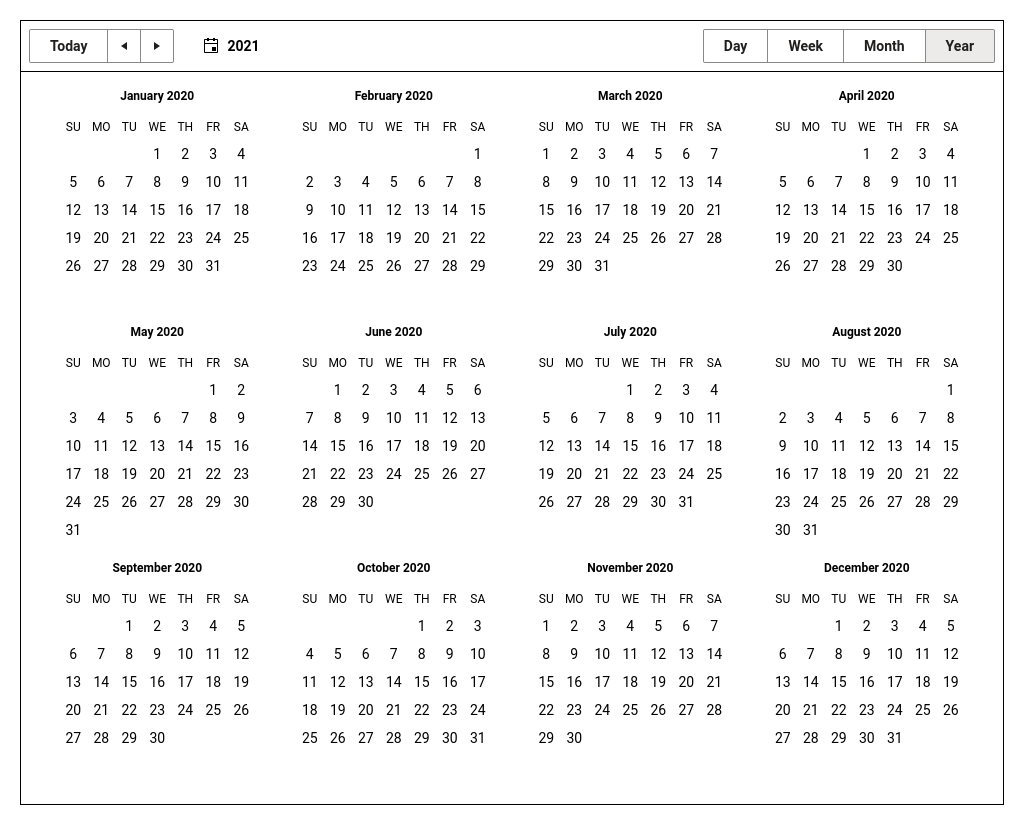 Today 2021 Day Week Month Year
January 2020 February 2020 March 2020 April 2020
SU MO TU WE TH FR SA SU MO TU WE TH FR SA SU MO TU WE TH FR SA SU MO TU WE TH FR SA
1 2 3 4 1 1 2 3 4 5 6 7 1 2 3 4
5 6 7 8 9 10 11 2 3 4 5 6 7 8 8 9 10 11 12 13 14 5 6 7 8 9 10 11
12 13 14 15 16 17 18 9 10 11 12 13 14 15 15 16 17 18 19 20 21 12 13 14 15 16 17 18
19 20 21 22 23 24 25 16 17 18 19 20 21 22 22 23 24 25 26 27 28 19 20 21 22 23 24 25
26 27 28 29 30 31 23 24 25 26 27 28 29 29 30 31 26 27 28 29 30
May 2020 June 2020 July 2020 August 2020
SU MO TU WE TH FR SA SU MO TU WE TH FR SA SU MO TU WE TH FR SA SU MO TU WE TH FR SA
1 2 1 2 3 4 5 6 1 2 3 4 1
3 4 5 6 7 8 9 7 8 9 10 11 12 13 5 6 7 8 9 10 11 2 3 4 5 6 7 8
10 11 12 13 14 15 16 14 15 16 17 18 19 20 12 13 14 15 16 17 18 9 10 11 12 13 14 15
17 18 19 20 21 22 23 21 22 23 24 25 26 27 19 20 21 22 23 24 25 16 17 18 19 20 21 22
24 25 26 27 28 29 30 28 29 30 26 27 28 29 30 31 23 24 25 26 27 28 29
31 30 31
September 2020 October 2020 November 2020 December 2020
SU MO TU WE TH FR SA SU MO TU WE TH FR SA SU MO TU WE TH FR SA SU MO TU WE TH FR SA
1 2 3 4 5 1 2 3 1 2 3 4 5 6 7 1 2 3 4 5
6 7 8 9 10 11 12 4 5 6 7 8 9 10 8 9 10 11 12 13 14 6 7 8 9 10 11 12
13 14 15 16 17 18 19 11 12 13 14 15 16 17 15 16 17 18 19 20 21 13 14 15 16 17 18 19
20 21 22 23 24 25 26 18 19 20 21 22 23 24 22 23 24 25 26 27 28 20 21 22 23 24 25 26
27 28 29 30 25 26 27 28 29 30 31 29 30 27 28 29 30 31